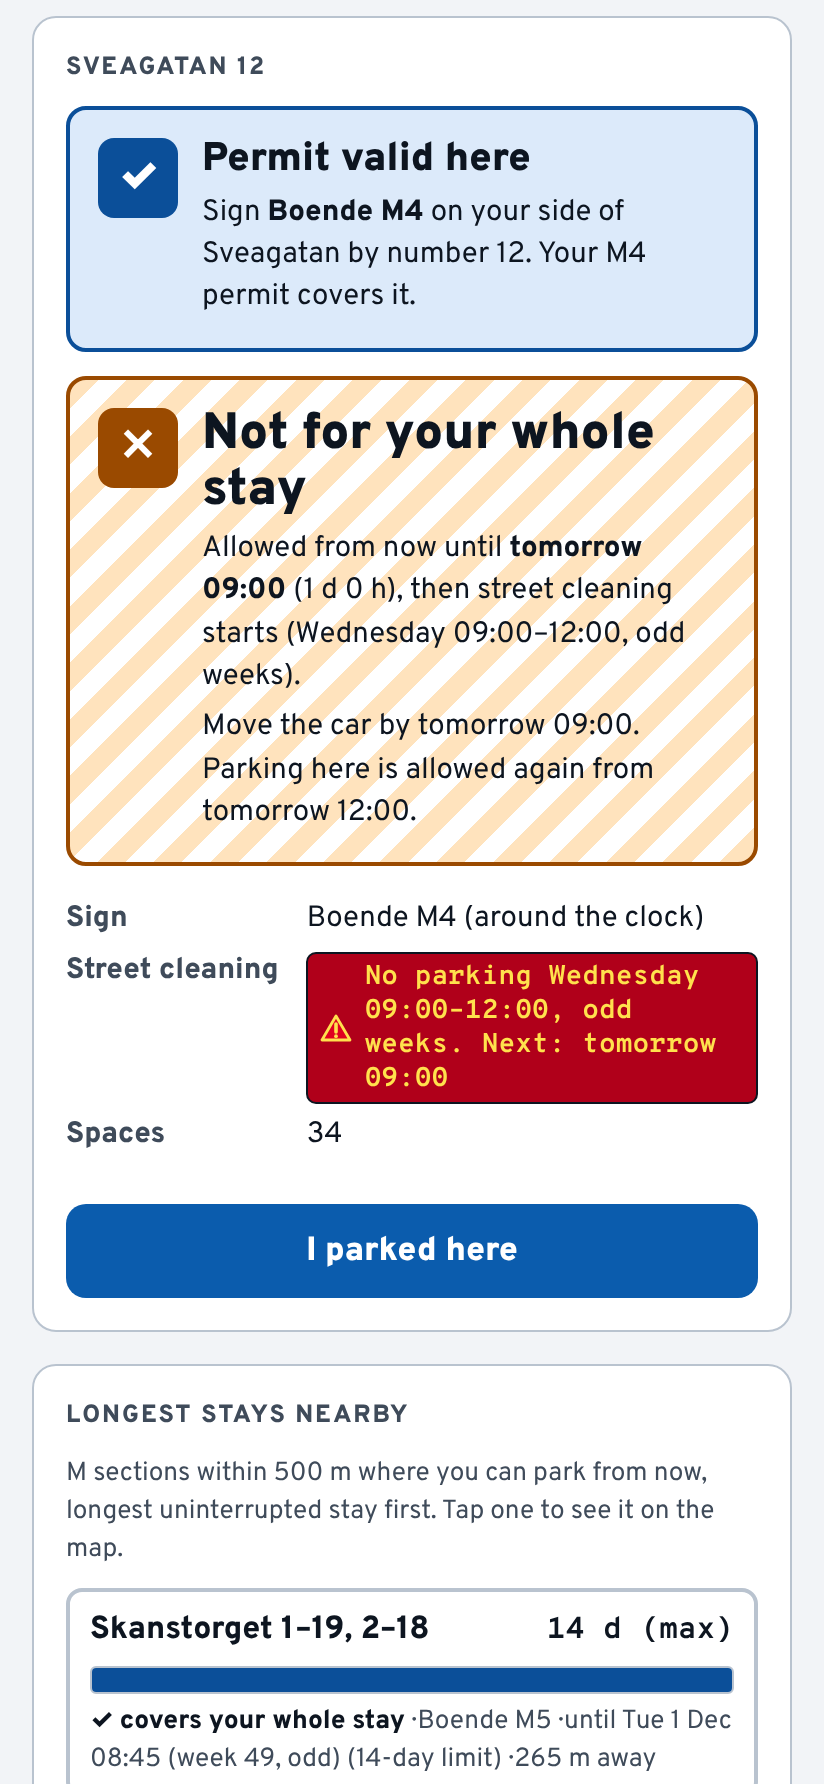 SVEAGATAN 12
Permit valid here
Sign Boende M4 on your side of
Sveagatan by number 12. Your M4
permit covers it.
Not for your whole
stay
Allowed from now until tomorrow
09:00 (1 d 0 h), then street cleaning
starts (Wednesday 09:00–12:00, odd
weeks).
Move the car by tomorrow 09:00.
Parking here is allowed again from
tomorrow 12:00.
Sign Boende M4 (around the clock)
Street cleaning No parking Wednesday
09:00–12:00, odd
weeks. Next: tomorrow
09:00
Spaces 34
I parked here
LONGEST STAYS NEARBY
M sections within 500 m where you can park from now,
longest uninterrupted stay first. Tap one to see it on the
map.
Skanstorget 1–19, 2–18 14 d (max)
✔ covers your whole stay ·Boende M5 ·until Tue 1 Dec
08:45 (week 49, odd) (14-day limit) ·265 m away